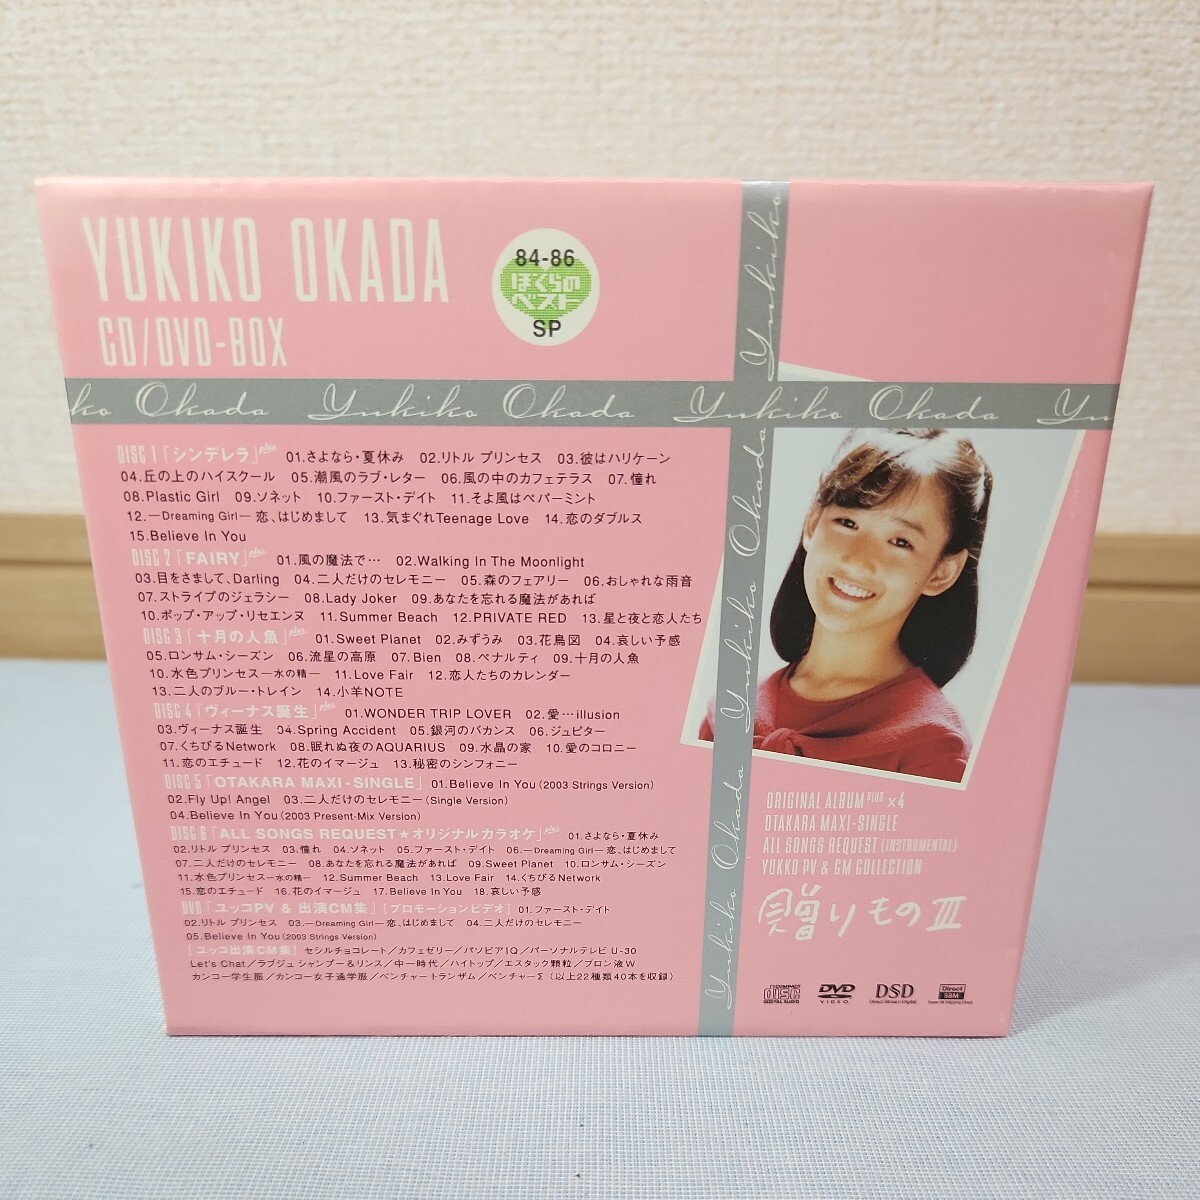 YUKIKO OKADA
CD/DVD-BOX
84-86
ぼくらの
ベスト
SP
ko Okada Yukiko Okada Yukiko Okada Yu
Yukiko
Okada
Yukiko
Okada
Yukiko
DISC 1「シンデレラ」plus 01.さよなら・夏休み 02.リトル プリンセス 03.彼はハリケーン
04.丘の上のハイスクール 05.潮風のラブ・レター 06.風の中のカフェテラス 07.憧れ
08.Plastic Girl 09.ソネット 10.ファースト・デイト 11.そよ風はペパーミント
12.―Dreaming Girl― 恋、はじめまして 13.気まぐれTeenage Love 14.恋のダブルス
15.Believe In You
DISC 2「FAIRY」plus 01.風の魔法で… 02.Walking In The Moonlight
03.目をさまして、Darling 04.二人だけのセレモニー 05.森のフェアリー 06.おしゃれな雨音
07.ストライプのジェラシー 08.Lady Joker 09.あなたを忘れる魔法があれば
10.ポップ・アップ・リセエンヌ 11.Summer Beach 12.PRIVATE RED 13.星と夜と恋人たち
DISC 3「十月の人魚」plus 01.Sweet Planet 02.みずうみ 03.花鳥図 04.哀しい予感
05.ロンサム・シーズン 06.流星の高原 07.Bien 08.ペナルティ 09.十月の人魚
10.水色プリンセス―水の精― 11.Love Fair 12.恋人たちのカレンダー
13.二人のブルー・トレイン 14.小羊NOTE
DISC 4「ヴィーナス誕生」plus 01.WONDER TRIP LOVER 02.愛…illusion
03.ヴィーナス誕生 04.Spring Accident 05.銀河のバカンス 06.ジュピター
07.くちびるNetwork 08.眠れぬ夜のAQUARIUS 09.水晶の家 10.愛のコロニー
11.恋のエチュード 12.花のイマージュ 13.秘密のシンフォニー
DISC 5「OTAKARA MAXI-SINGLE」 01.Believe In You (2003 Strings Version)
02.Fly Up! Angel 03.二人だけのセレモニー (Single Version)
04.Believe In You (2003 Present-Mix Version)
DISC 6「ALL SONGS REQUEST★オリジナルカラオケ」plus 01.さよなら・夏休み
02.リトル プリンセス 03.憧れ 04.ソネット 05.ファースト・デイト 06.―Dreaming Girl― 恋、はじめまして
07.二人だけのセレモニー 08.あなたを忘れる魔法があれば 09.Sweet Planet 10.ロンサム・シーズン
11.水色プリンセス―水の精― 12.Summer Beach 13.Love Fair 14.くちびるNetwork
15.恋のエチュード 16.花のイマージュ 17.Believe In You 18.哀しい予感
DVD「ユッコPV & 出演CM集」[プロモーションビデオ] 01.ファースト・デイト
02.リトル プリンセス 03.―Dreaming Girl―恋、はじめまして 04.二人だけのセレモニー
05.Believe In You (2003 Strings Version)
[ユッコ出演CM集] セシルチョコレート/カフェゼリー/パソピアIQ/パーソナルテレビ U-30
Let's Chat/ラブジュ シャンプー&リンス/中一時代/ハイトップ/エスタック顆粒/ブロン液W
カンコー学生服/カンコー女子通学服/ベンチャートランザム/ベンチャーΣ (以上22種類40本を収録)
ORIGINAL ALBUM PLUS ×4
OTAKARA MAXI-SINGLE
ALL SONGS REQUEST (INSTRUMENTAL)
YUKKO PV & CM COLLECTION
贈りものIII
COMPACT disc DIGITAL AUDIO
DVD VIDEO
DSD Direct Stream Digital
Direct SBM